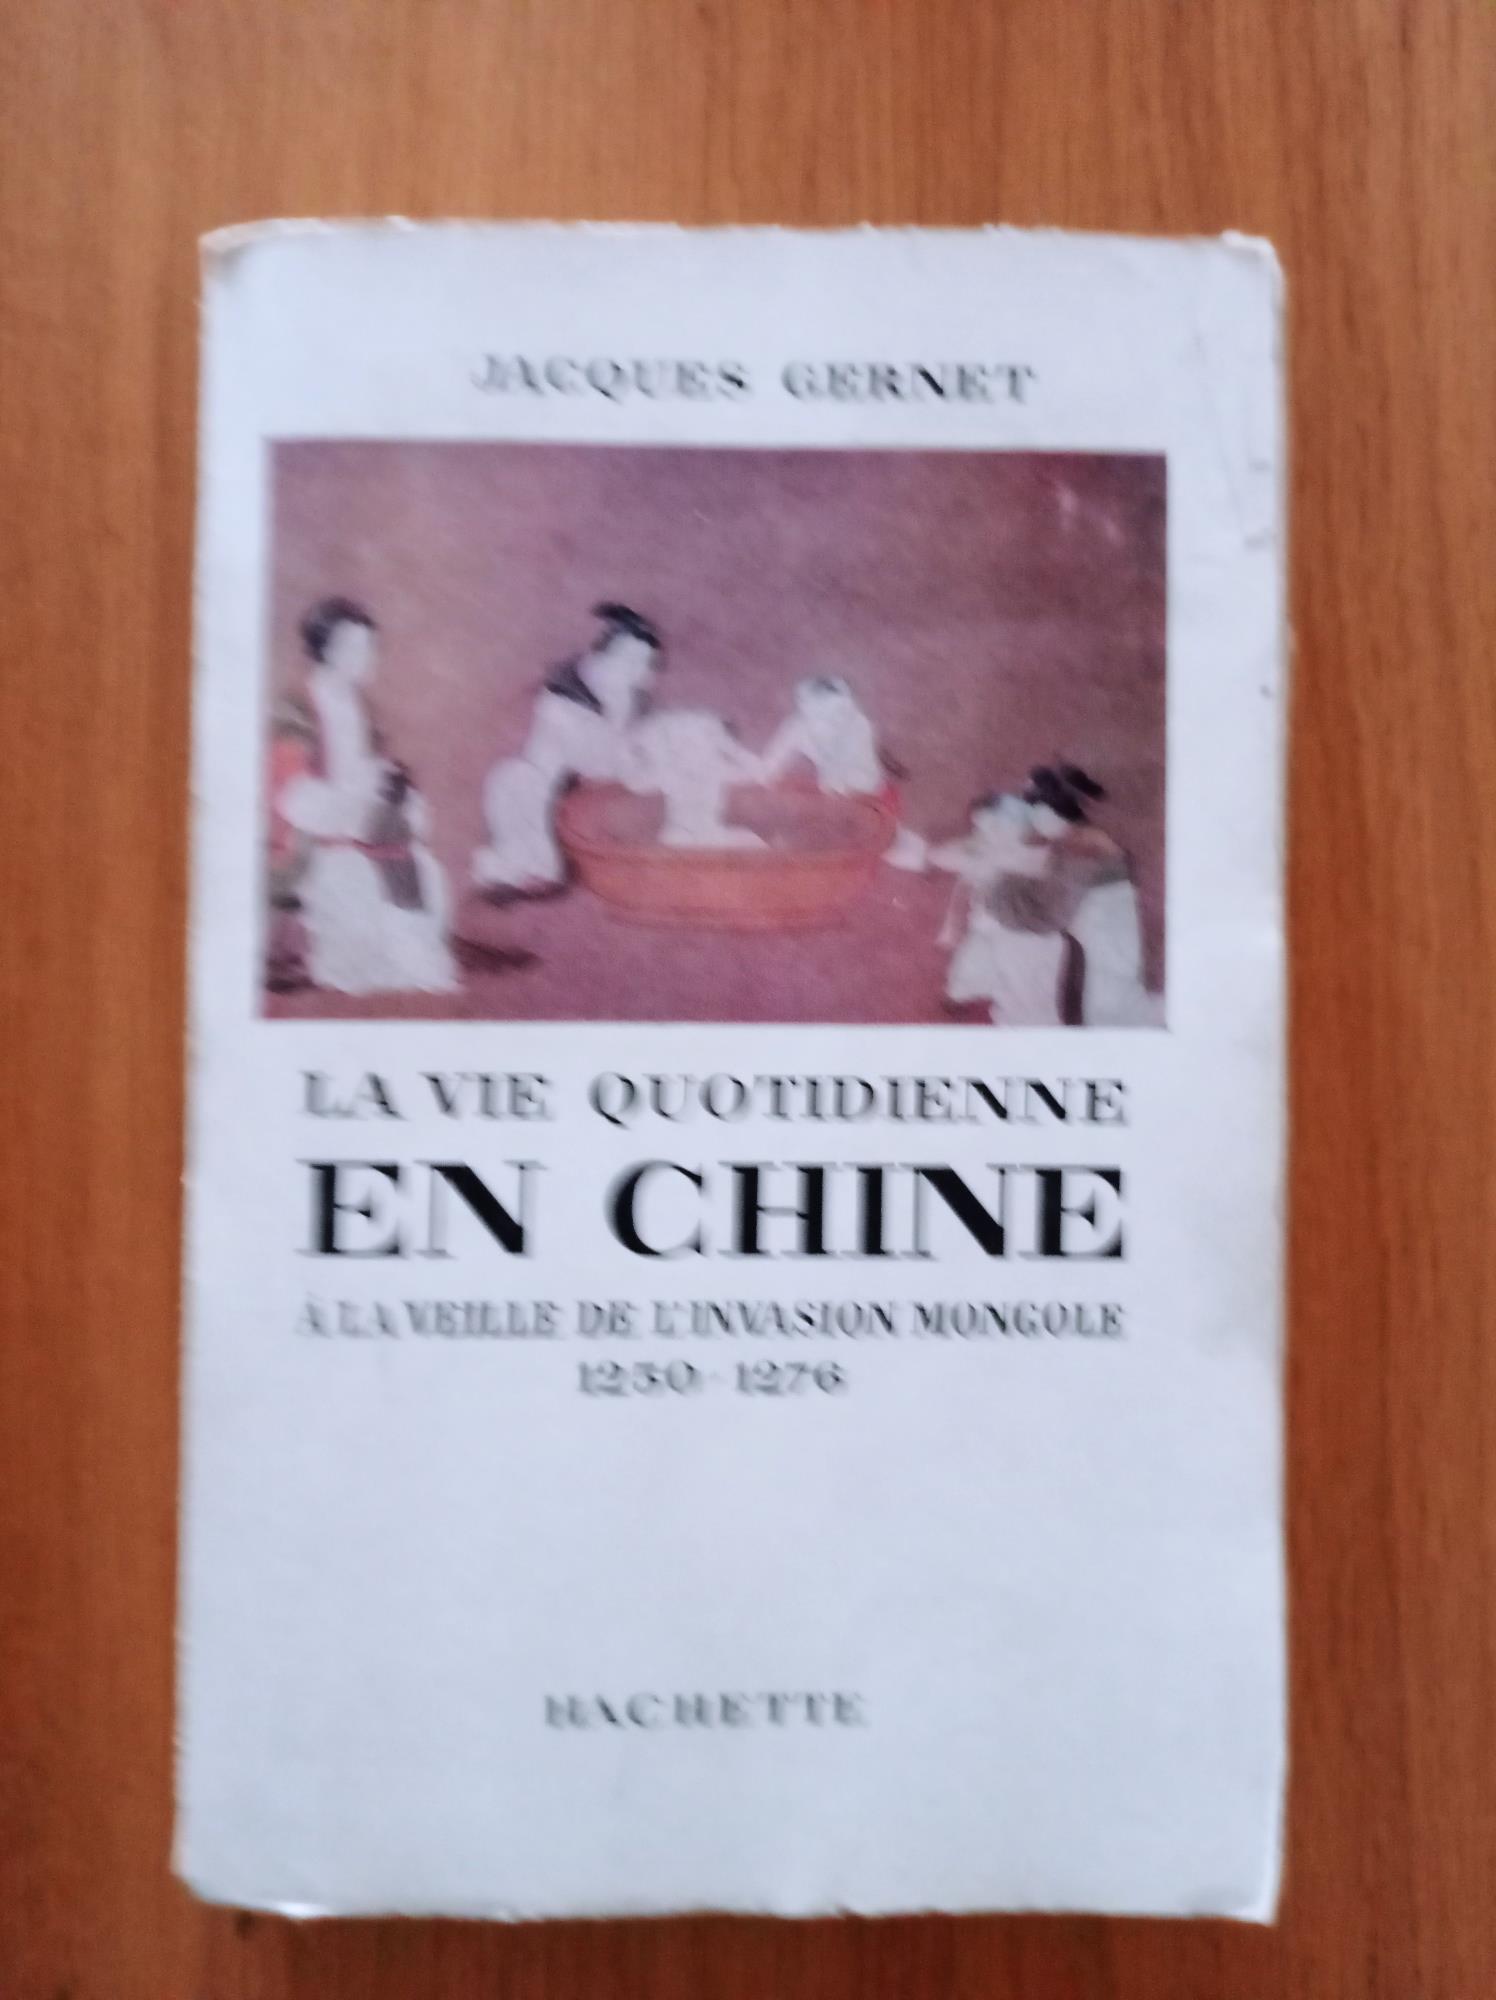 JACQUES GERNET
LA VIE QUOTIDIENNE
EN CHINE
À LA VEILLE DE L'INVASION MONGOLE
1250-1276
HACHETTE